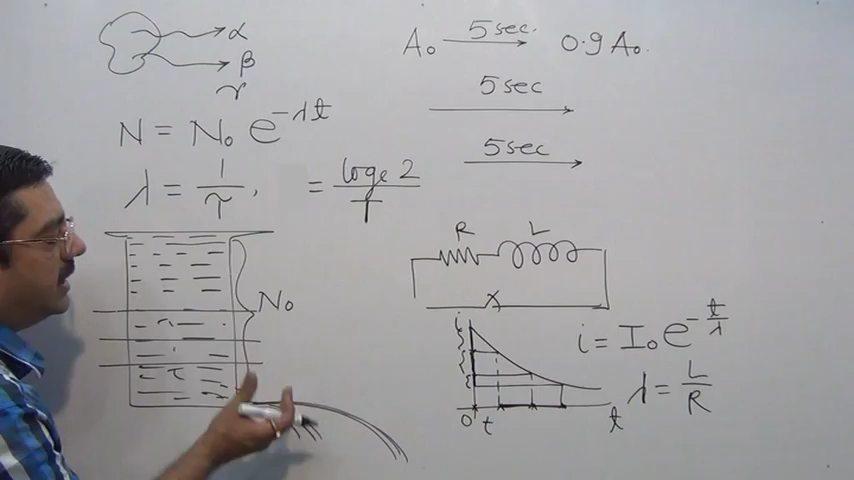 α
β
γ
N = N₀ e^-λt
λ = 1/τ, = loge 2/T
N₀
A₀ 5 sec. 0.9 A₀.
5 sec
5 sec
R L
i
i = I₀ e^-t/λ
λ = L/R
0 t t